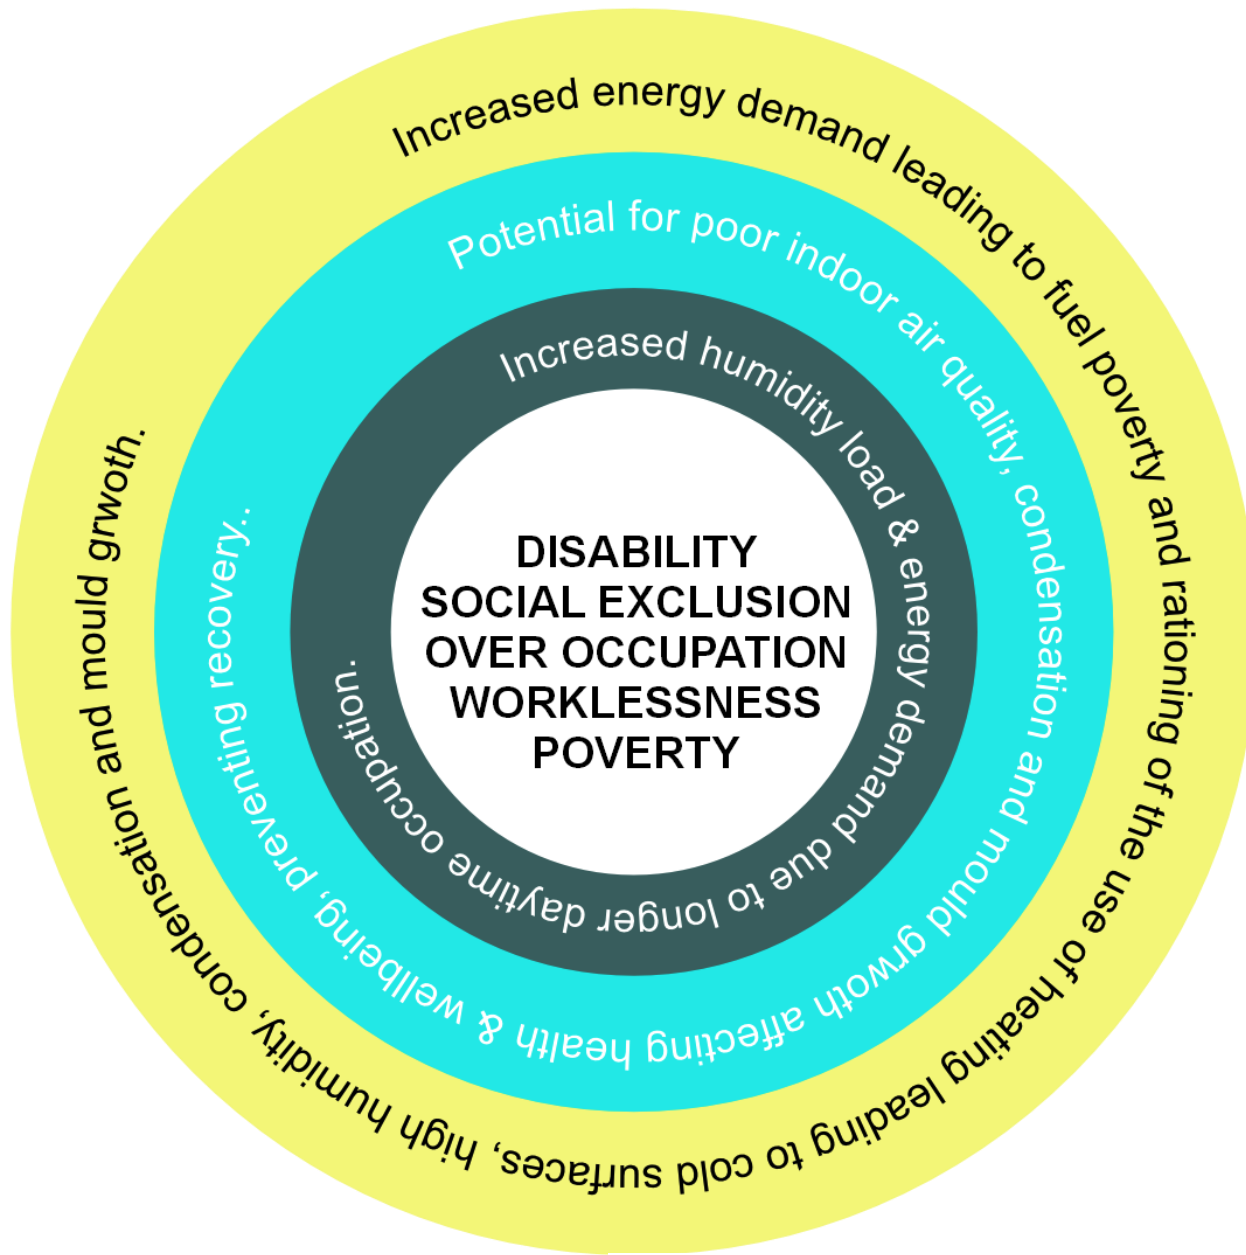 Increased energy demand leading to fuel poverty and rationing of the use of heating leading to cold surfaces, high humidity, condensation and mould grwoth.
Potential for poor indoor air quality, condensation and mould grwoth affecting health & wellbeing, preventing recovery..
Increased humidity load & energy demand due to longer daytime occupation.
DISABILITY
SOCIAL EXCLUSION
OVER OCCUPATION
WORKLESSNESS
POVERTY